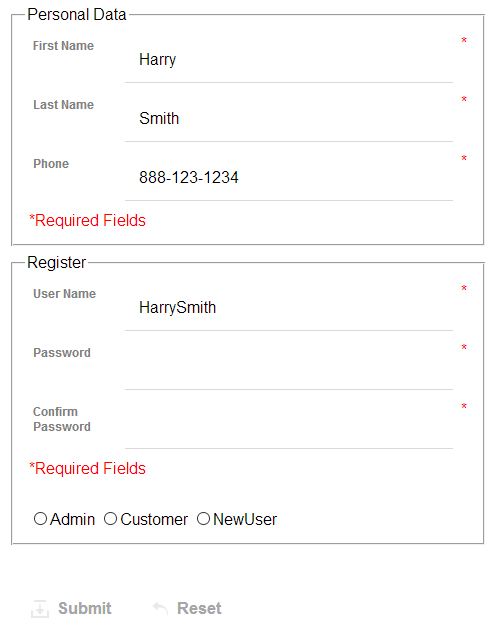 Personal Data
First Name *
Harry
Last Name *
Smith
Phone *
888-123-1234
*Required Fields
Register
User Name *
HarrySmith
Password *
Confirm *
Password
*Required Fields
Admin Customer NewUser
Submit Reset